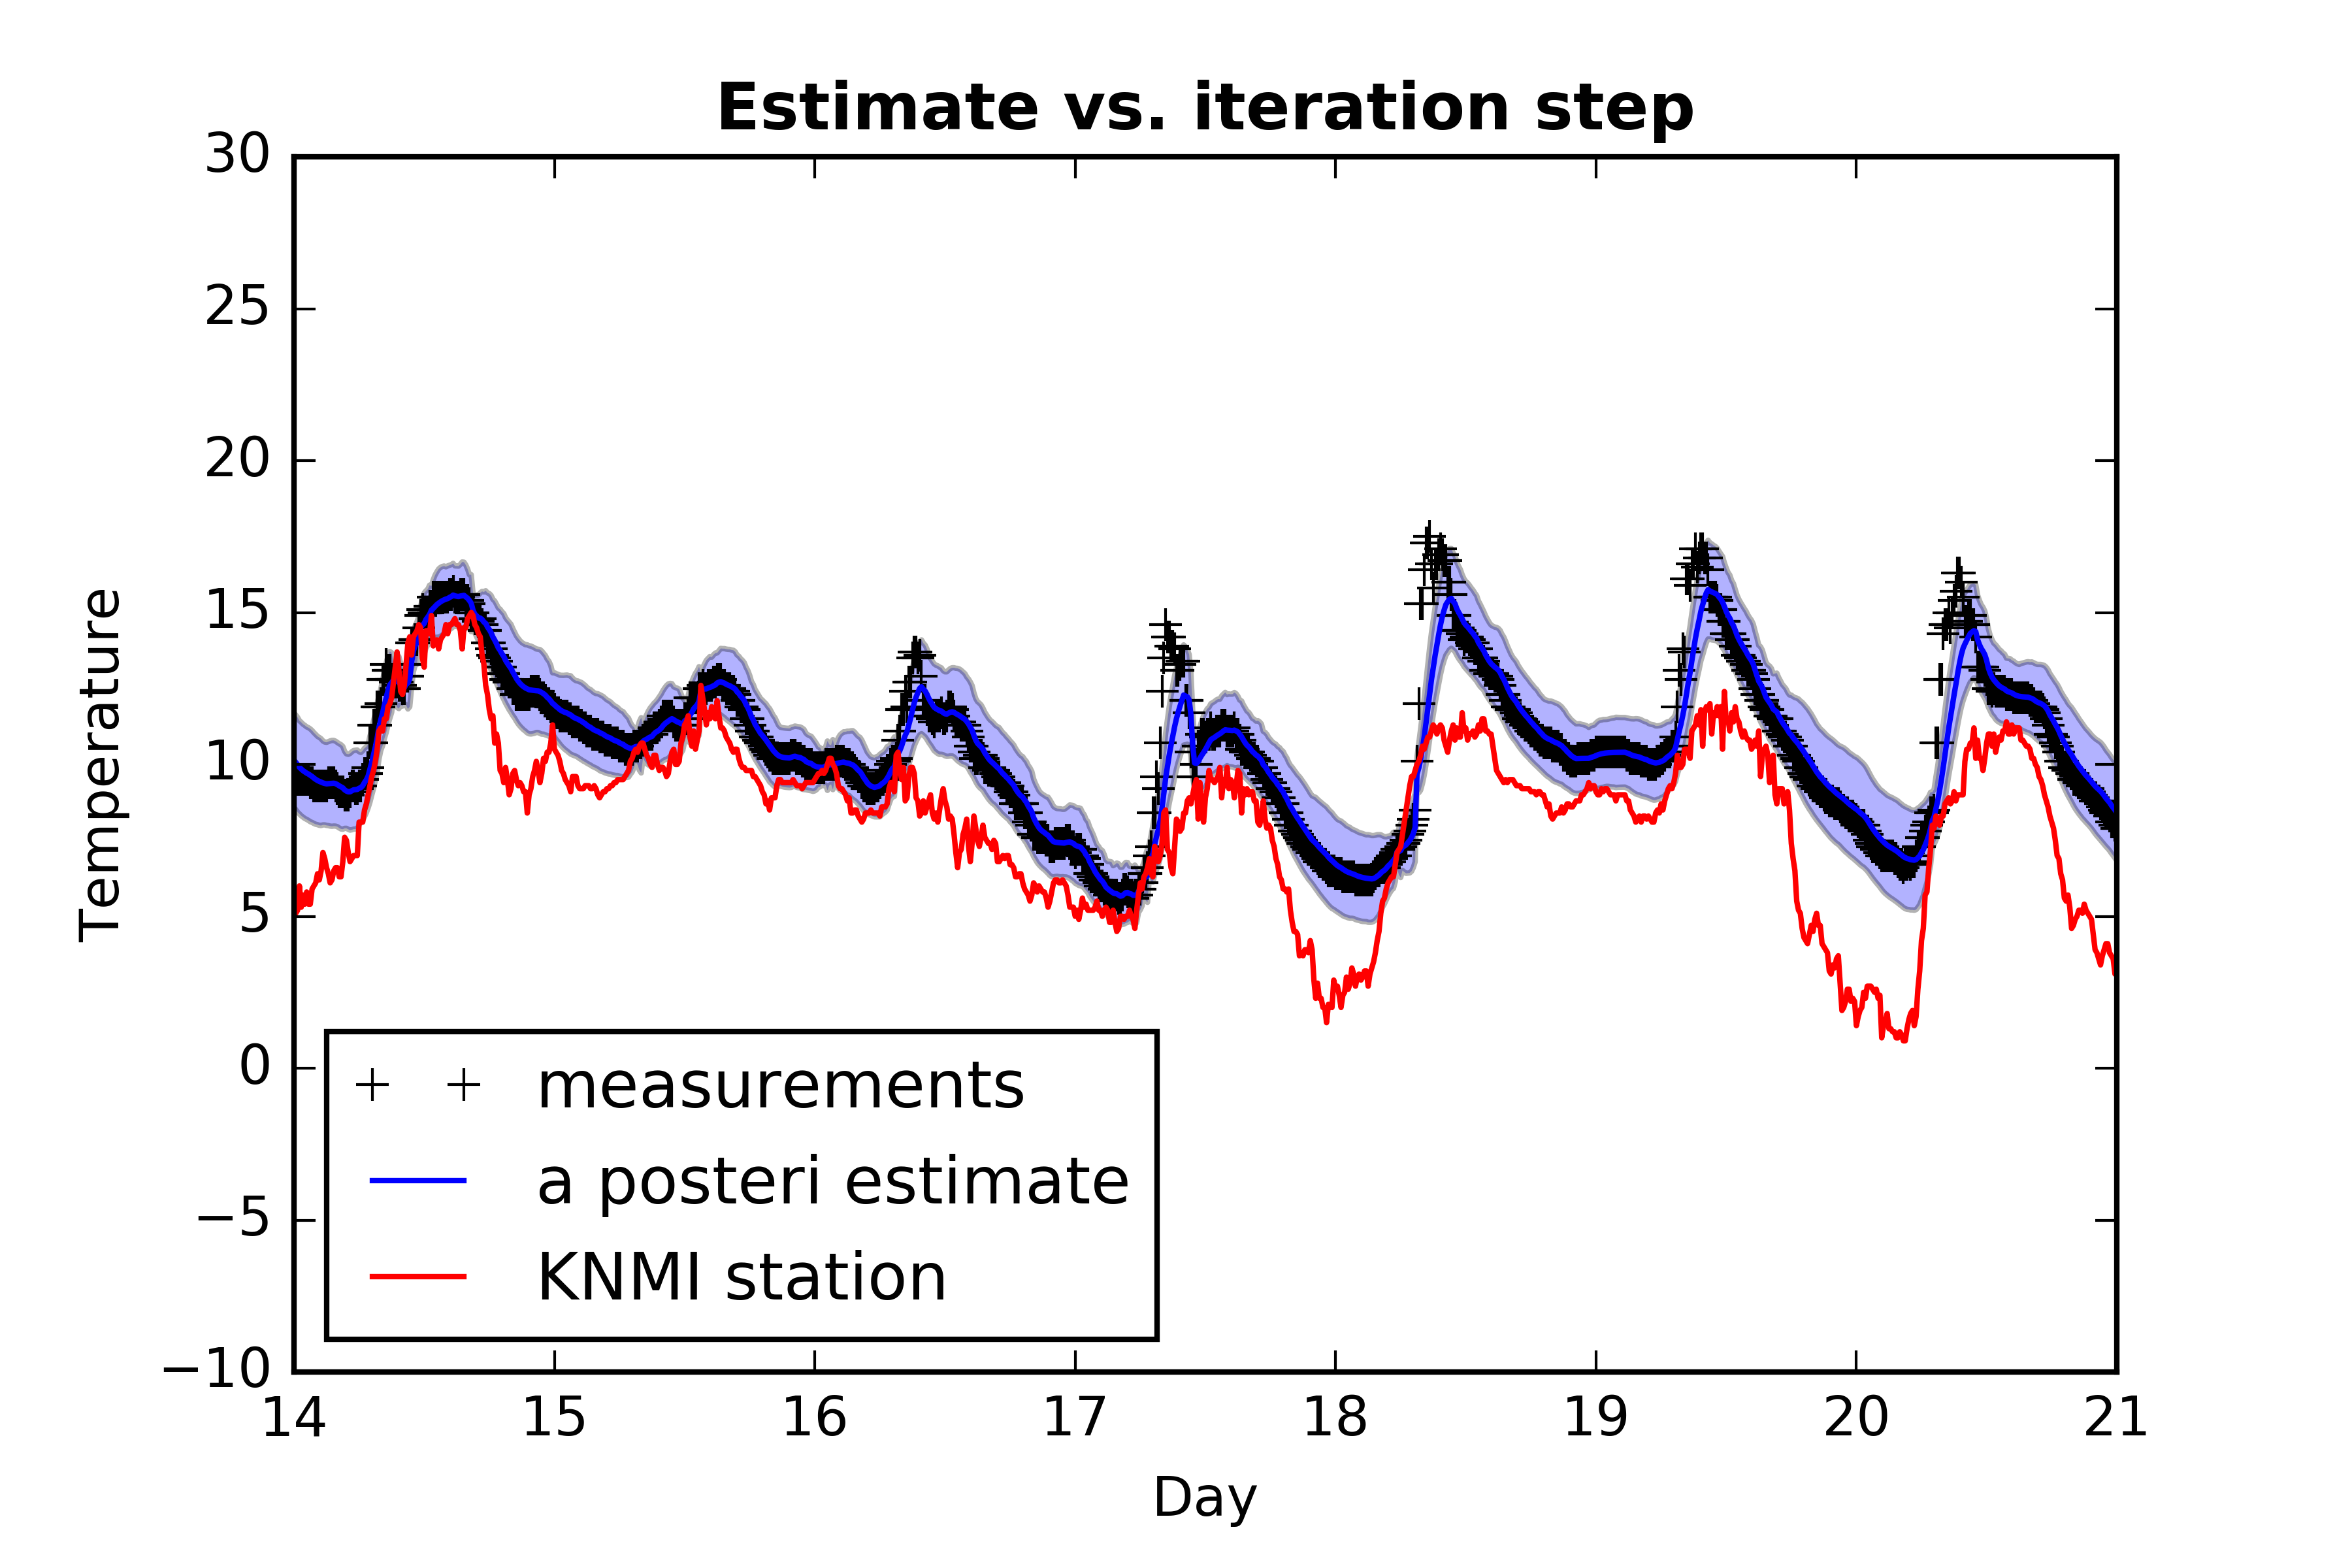 Estimate vs. iteration step
30
25
20
15
10
5
0
−5
−10
Temperature
measurements
a posteri estimate
KNMI station
14 15 16 17 18 19 20 21
Day